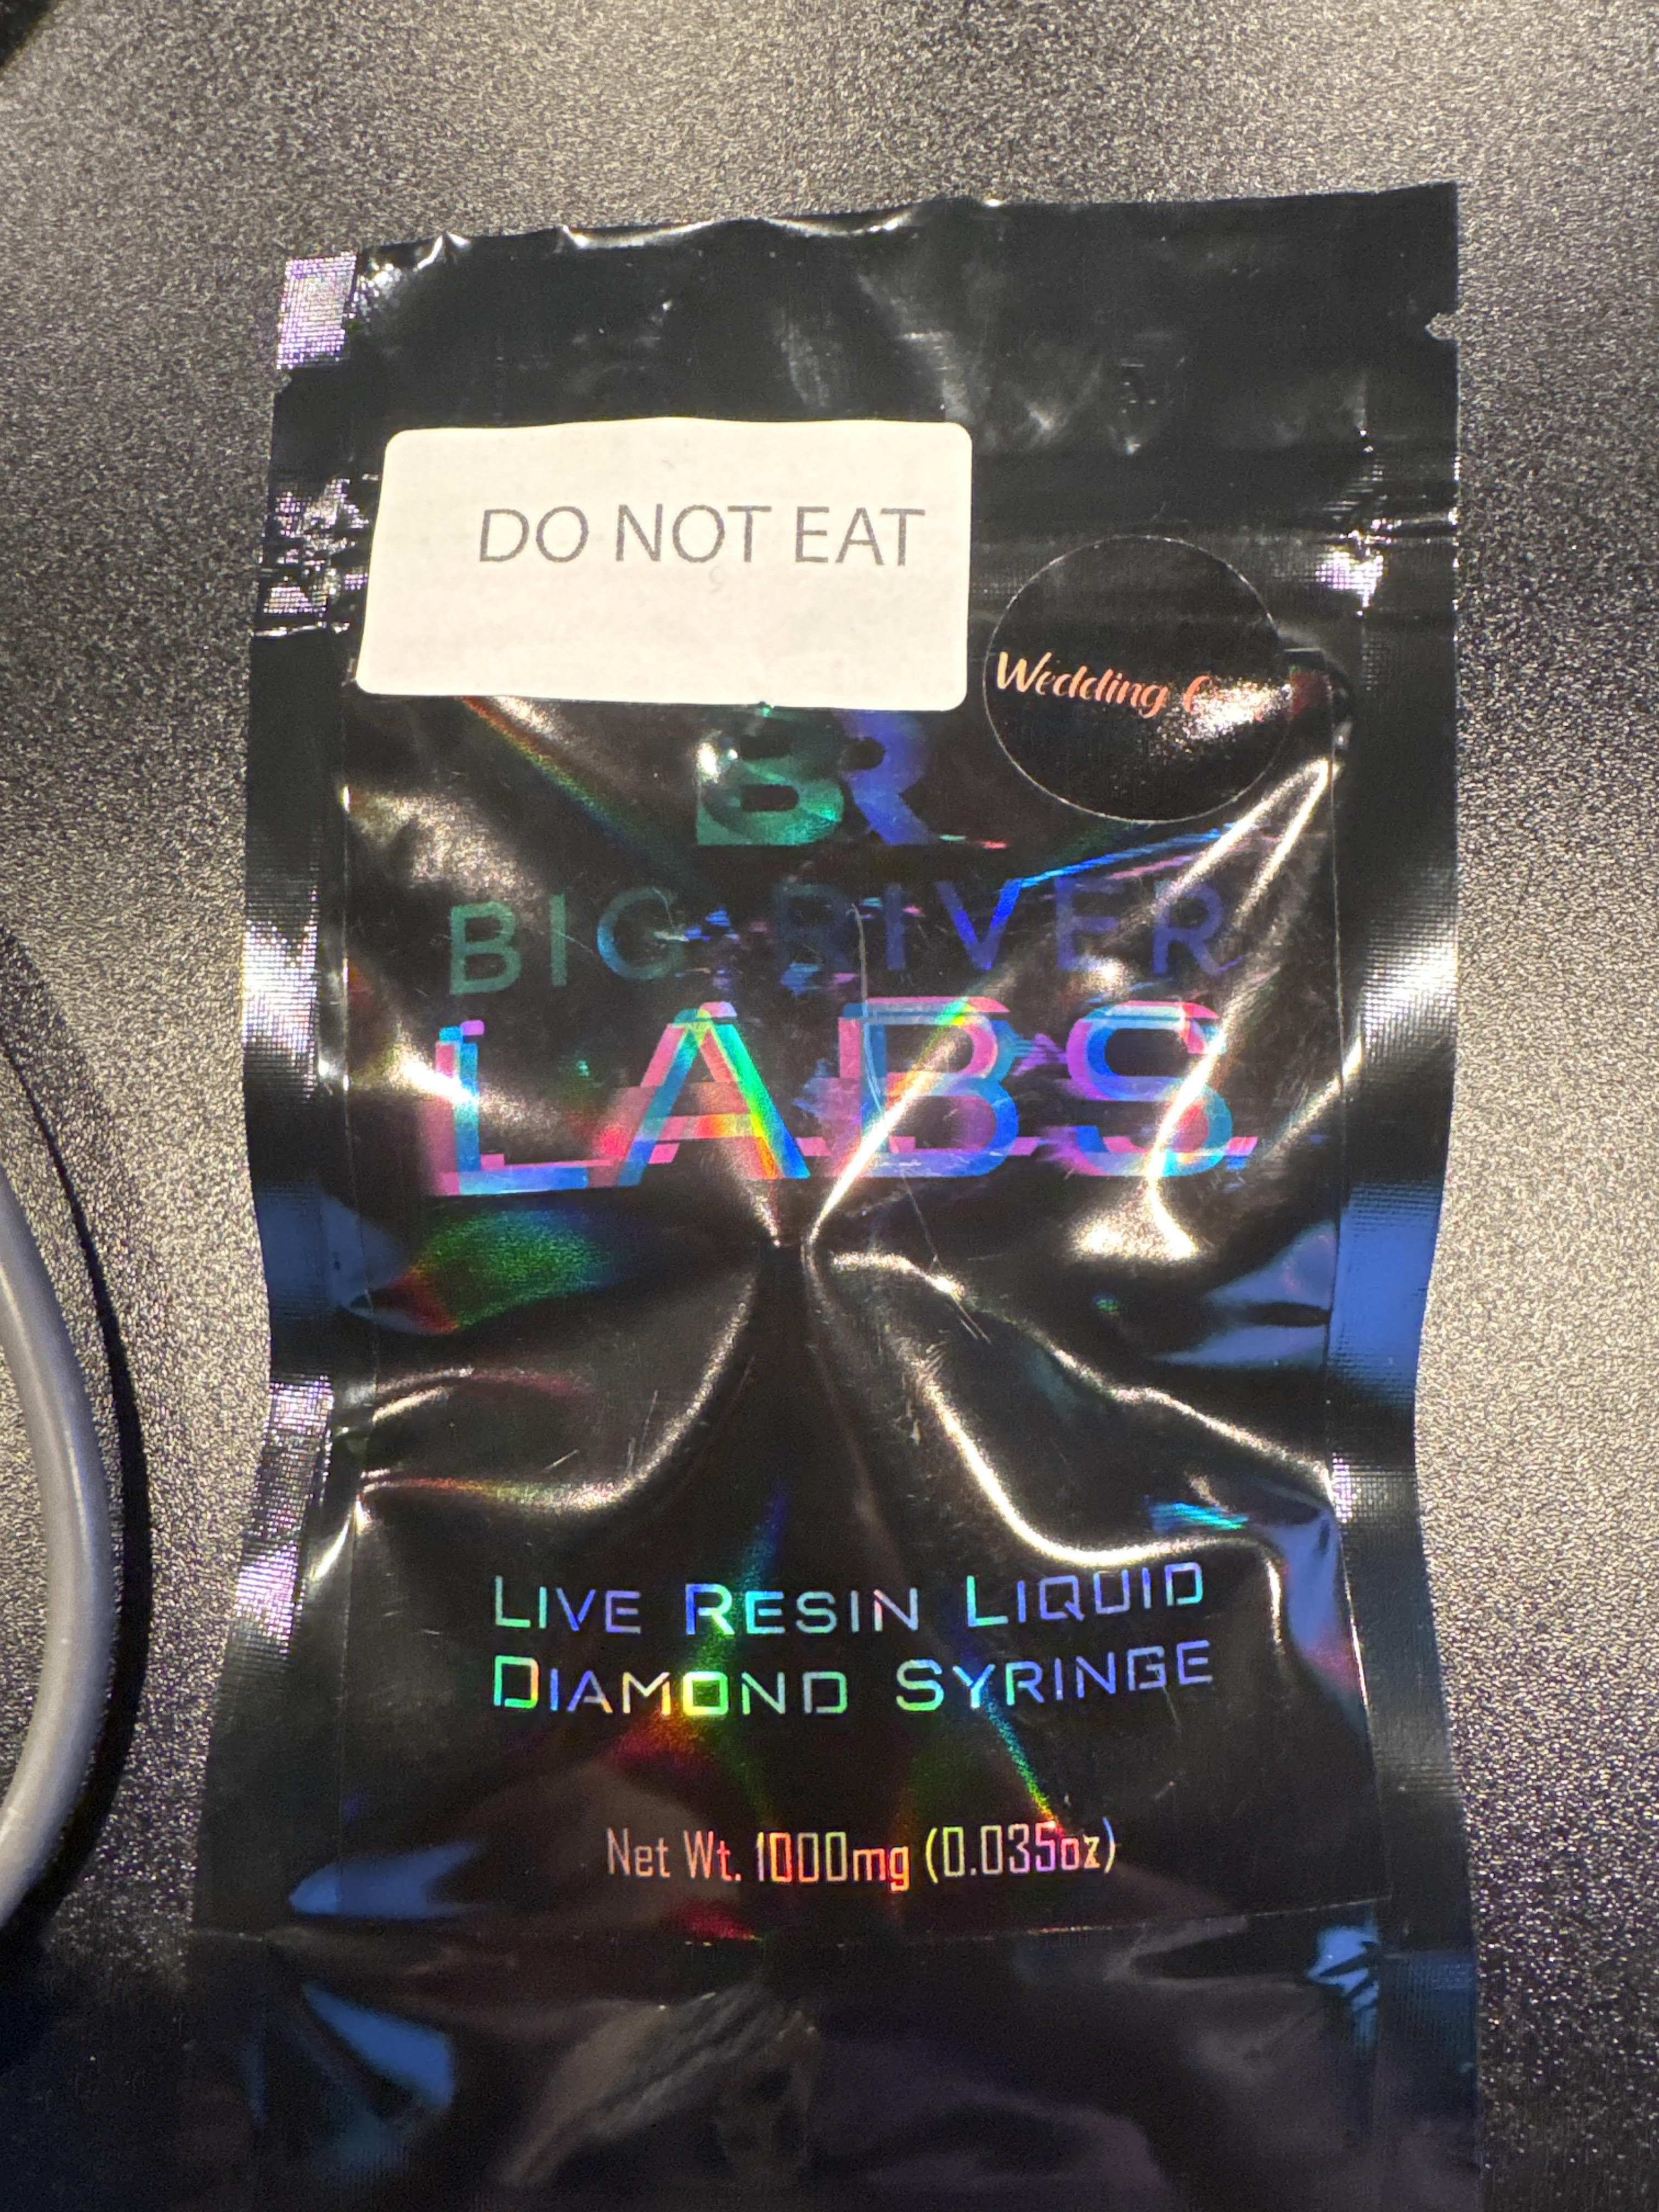 DO NOT EAT
Wedding
BR
BIG RIVER
LABS
LIVE RESIN LIQUID
DIAMOND SYRINGE
Net Wt. 1000mg (0.035oz)